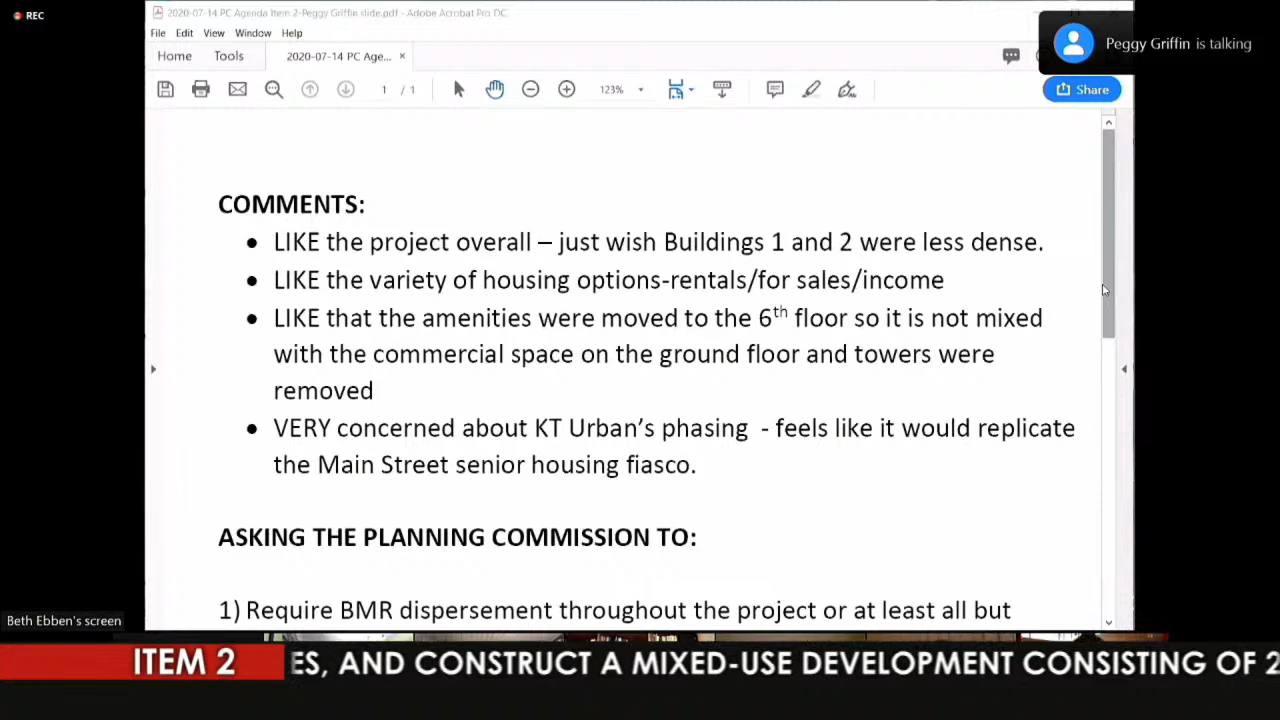 REC
2020-07-14 PC Agenda Item 2-Peggy Griffin slide.pdf - Adobe Acrobat Pro DC
Peggy Griffin is talking
File Edit View Window Help
Home Tools 2020-07-14 PC Age... ×
1 / 1 123% Share
COMMENTS:
• LIKE the project overall – just wish Buildings 1 and 2 were less dense.
• LIKE the variety of housing options-rentals/for sales/income
• LIKE that the amenities were moved to the 6th floor so it is not mixed
with the commercial space on the ground floor and towers were
removed
• VERY concerned about KT Urban’s phasing - feels like it would replicate
the Main Street senior housing fiasco.
ASKING THE PLANNING COMMISSION TO:
1) Require BMR dispersement throughout the project or at least all but
Beth Ebben's screen
ITEM 2 ES, AND CONSTRUCT A MIXED-USE DEVELOPMENT CONSISTING OF 2